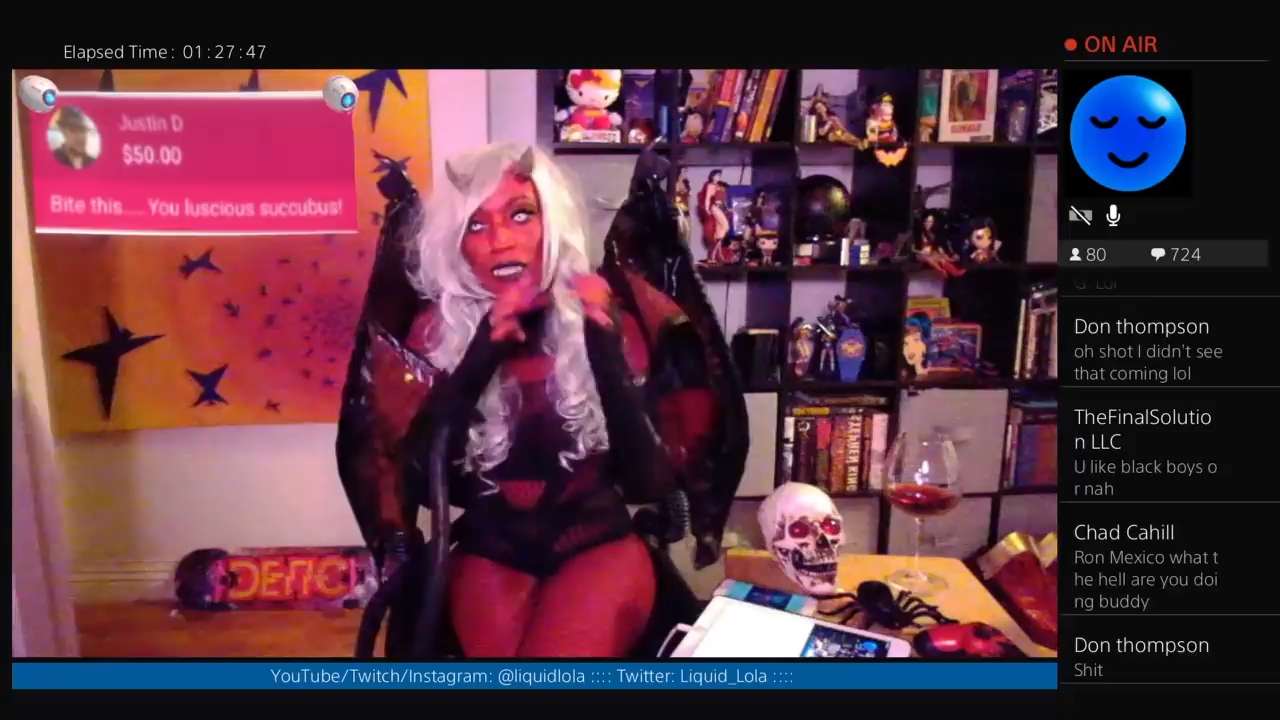 Elapsed Time: 01:27:47
ON AIR
Justin D
$50.00
Bite this.... You luscious succubus!
80
724
Don thompson
oh shot I didn't see
that coming lol
TheFinalSolutio
n LLC
U like black boys o
r nah
Chad Cahill
Ron Mexico what t
he hell are you doi
ng buddy
Don thompson
Shit
STEPHEN KING
YouTube/Twitch/Instagram: @liquidlola :::: Twitter: Liquid_Lola ::::